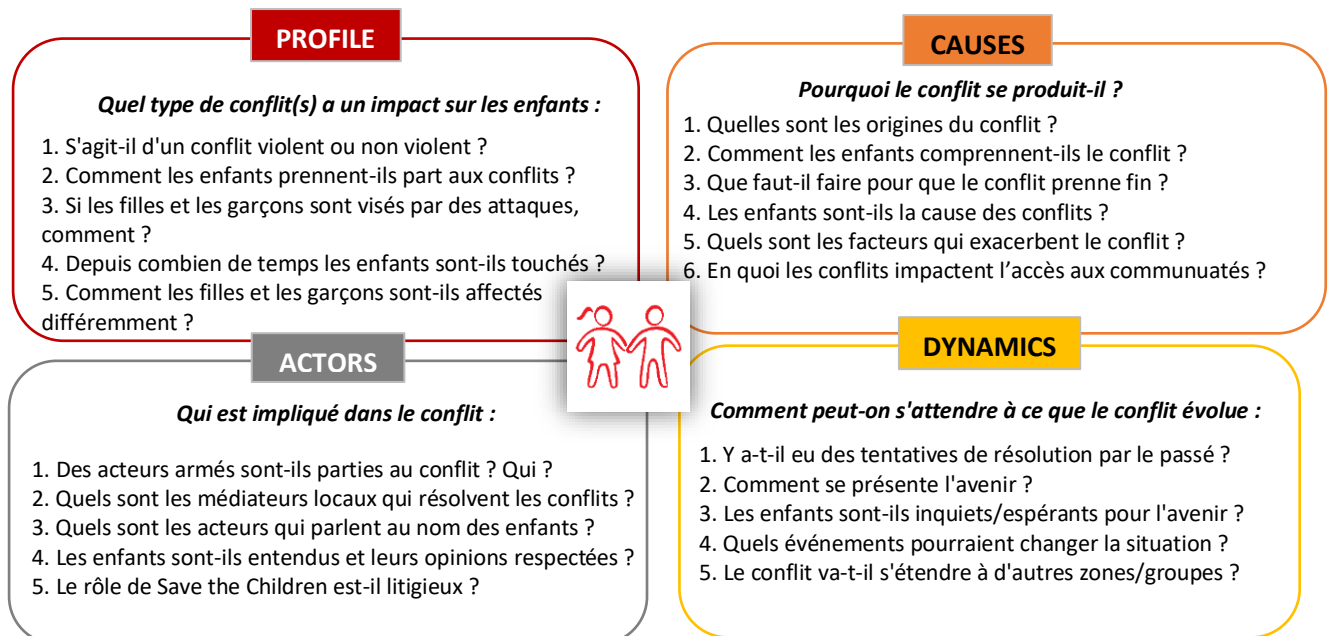 PROFILE
Quel type de conflit(s) a un impact sur les enfants :
1. S'agit-il d'un conflit violent ou non violent ?
2. Comment les enfants prennent-ils part aux conflits ?
3. Si les filles et les garçons sont visés par des attaques,
comment ?
4. Depuis combien de temps les enfants sont-ils touchés ?
5. Comment les filles et les garçons sont-ils affectés
différemment ?
CAUSES
Pourquoi le conflit se produit-il ?
1. Quelles sont les origines du conflit ?
2. Comment les enfants comprennent-ils le conflit ?
3. Que faut-il faire pour que le conflit prenne fin ?
4. Les enfants sont-ils la cause des conflits ?
5. Quels sont les facteurs qui exacerbent le conflit ?
6. En quoi les conflits impactent l’accès aux communuatés ?
ACTORS
Qui est impliqué dans le conflit :
1. Des acteurs armés sont-ils parties au conflit ? Qui ?
2. Quels sont les médiateurs locaux qui résolvent les conflits ?
3. Quels sont les acteurs qui parlent au nom des enfants ?
4. Les enfants sont-ils entendus et leurs opinions respectées ?
5. Le rôle de Save the Children est-il litigieux ?
DYNAMICS
Comment peut-on s'attendre à ce que le conflit évolue :
1. Y a-t-il eu des tentatives de résolution par le passé ?
2. Comment se présente l'avenir ?
3. Les enfants sont-ils inquiets/espérants pour l'avenir ?
4. Quels événements pourraient changer la situation ?
5. Le conflit va-t-il s'étendre à d'autres zones/groupes ?